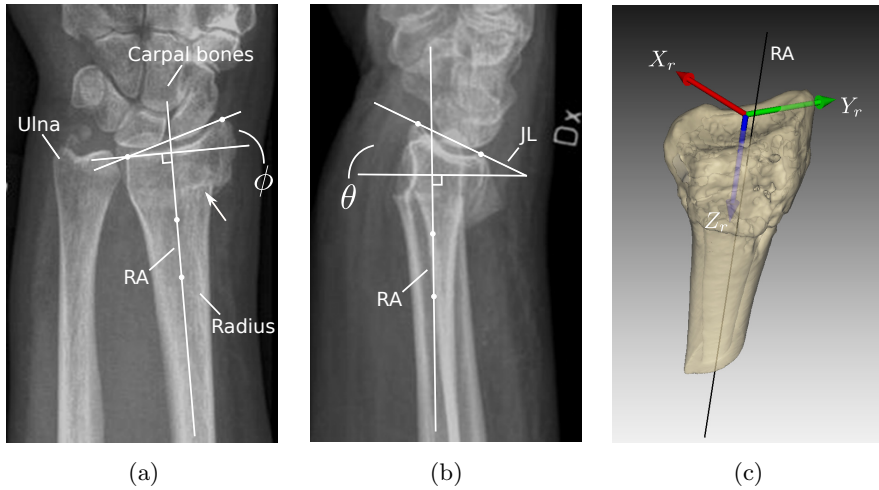 Carpal bones
Ulna
ϕ
RA
Radius
(a)
JL
θ
RA
Dx
(b)
RA
X_r
Y_r
Z_r
(c)